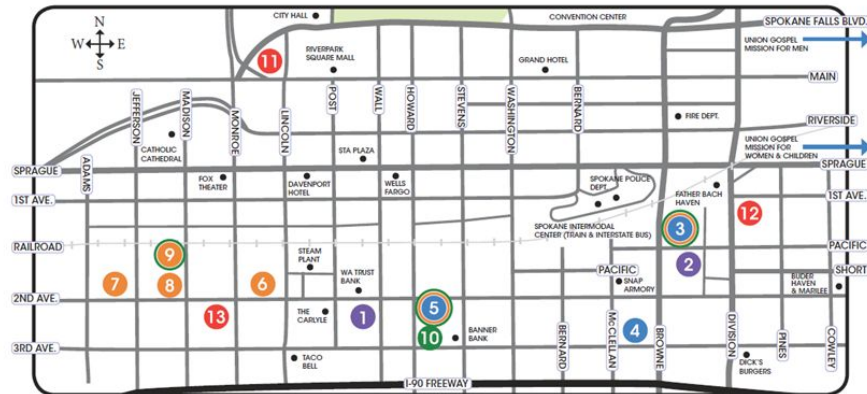 N
W E
S
CITY HALL
CONVENTION CENTER
SPOKANE FALLS BLVD.
RIVERPARK
SQUARE MALL
GRAND HOTEL
UNION GOSPEL
MISSION FOR MEN
11
MAIN
JEFFERSON
MADISON
MONROE
LINCOLN
POST
WALL
HOWARD
STEVENS
WASHINGTON
BERNARD
FIRE DEPT.
RIVERSIDE
CATHOLIC
CATHEDRAL
STA PLAZA
UNION GOSPEL
MISSION FOR
WOMEN & CHILDREN
SPRAGUE
SPRAGUE
ADAMS
FOX
THEATER
DAVENPORT
HOTEL
WELLS
FARGO
SPOKANE POLICE
DEPT.
FATHER BACH
HAVEN
1ST AVE.
1ST AVE.
12
3
SPOKANE INTERMODAL
CENTER (TRAIN & INTERSTATE BUS)
RAILROAD
PACIFIC
9
STEAM
PLANT
2
PACIFIC
SHORT
7
8
6
WA TRUST
BANK
SNAP
ARMORY
BUDER
HAVEN
& MARILEE
2ND AVE.
13
THE
CARLYLE
1
5
4
10
BANNER
BANK
BERNARD
McCLELLAN
BROWNE
DIVISION
PINES
COWLEY
3RD AVE.
TACO
BELL
DICK'S
BURGERS
I-90 FREEWAY